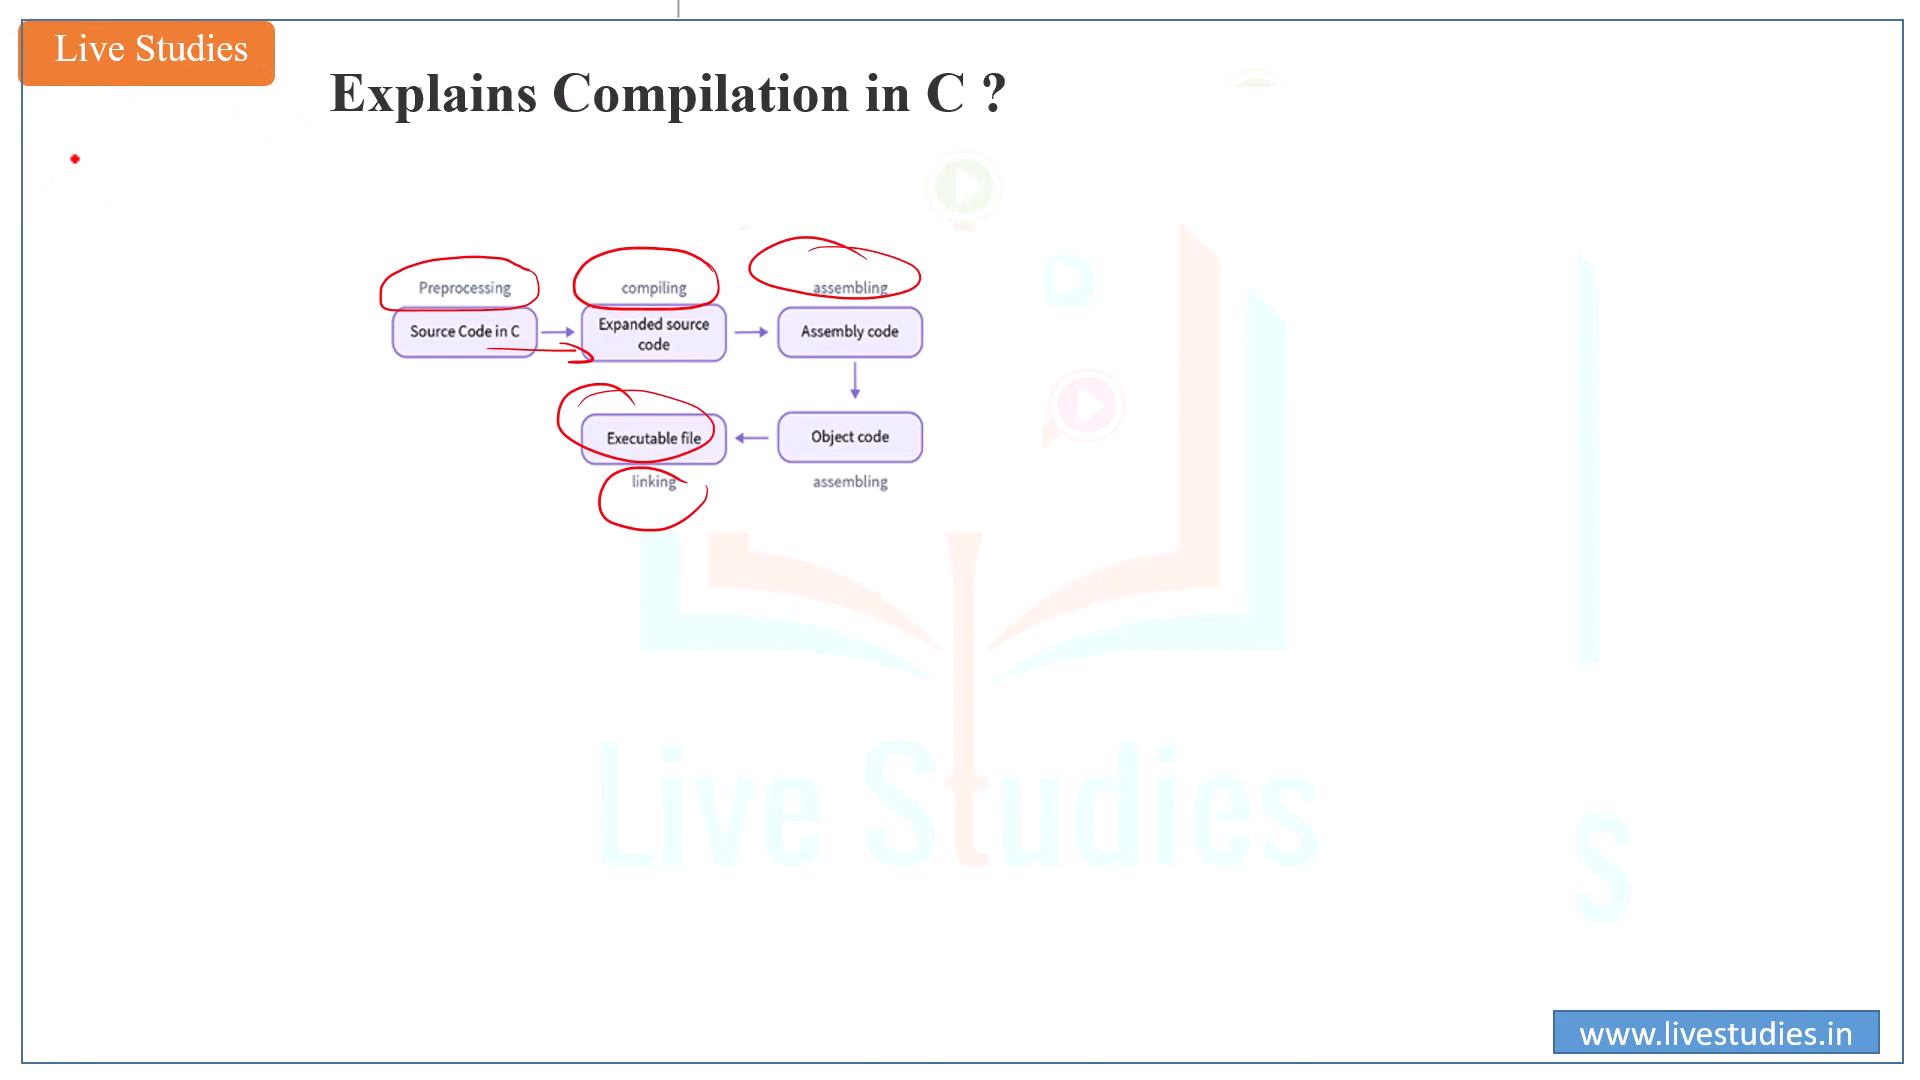 Live Studies
Explains Compilation in C ?
Preprocessing
compiling
assembling
Source Code in C
Expanded source
code
Assembly code
Executable file
Object code
linking
assembling
Live Studies
S
www.livestudies.in